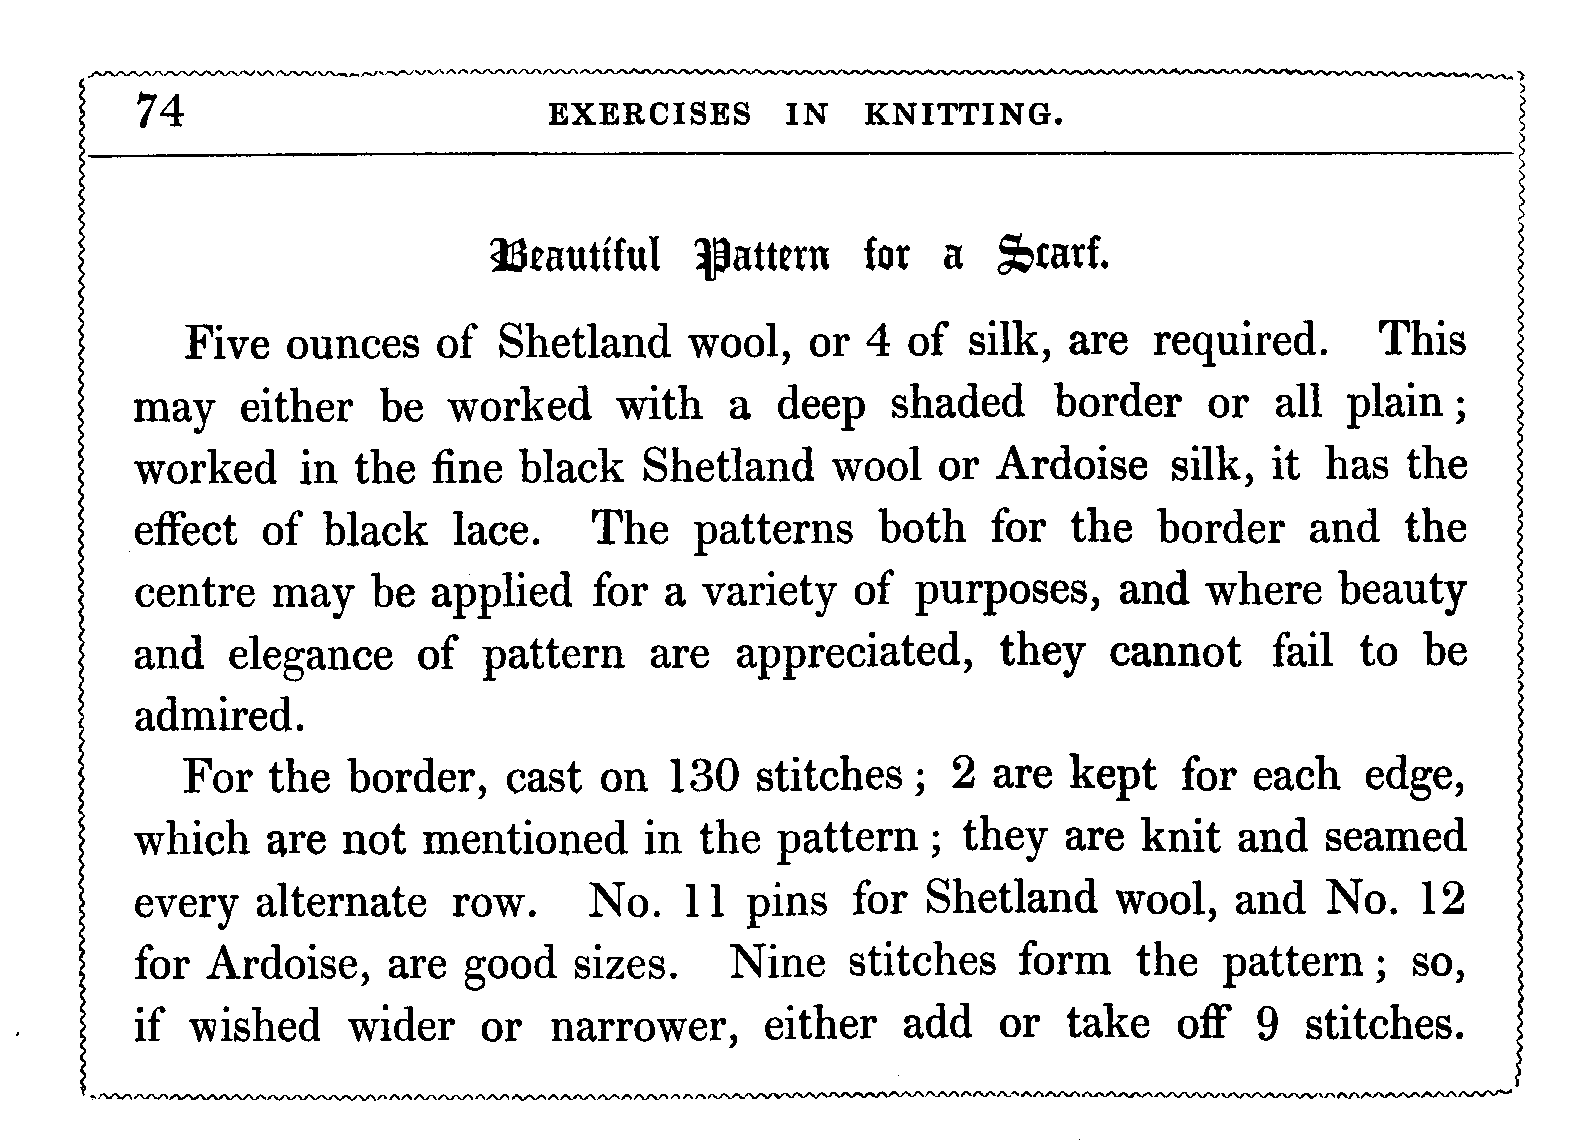 74 EXERCISES IN KNITTING.
Beautiful Pattern for a Scarf.
Five ounces of Shetland wool, or 4 of silk, are required. This
may either be worked with a deep shaded border or all plain;
worked in the fine black Shetland wool or Ardoise silk, it has the
effect of black lace. The patterns both for the border and the
centre may be applied for a variety of purposes, and where beauty
and elegance of pattern are appreciated, they cannot fail to be
admired.
For the border, cast on 130 stitches; 2 are kept for each edge,
which are not mentioned in the pattern; they are knit and seamed
every alternate row. No. 11 pins for Shetland wool, and No. 12
for Ardoise, are good sizes. Nine stitches form the pattern; so,
if wished wider or narrower, either add or take off 9 stitches.